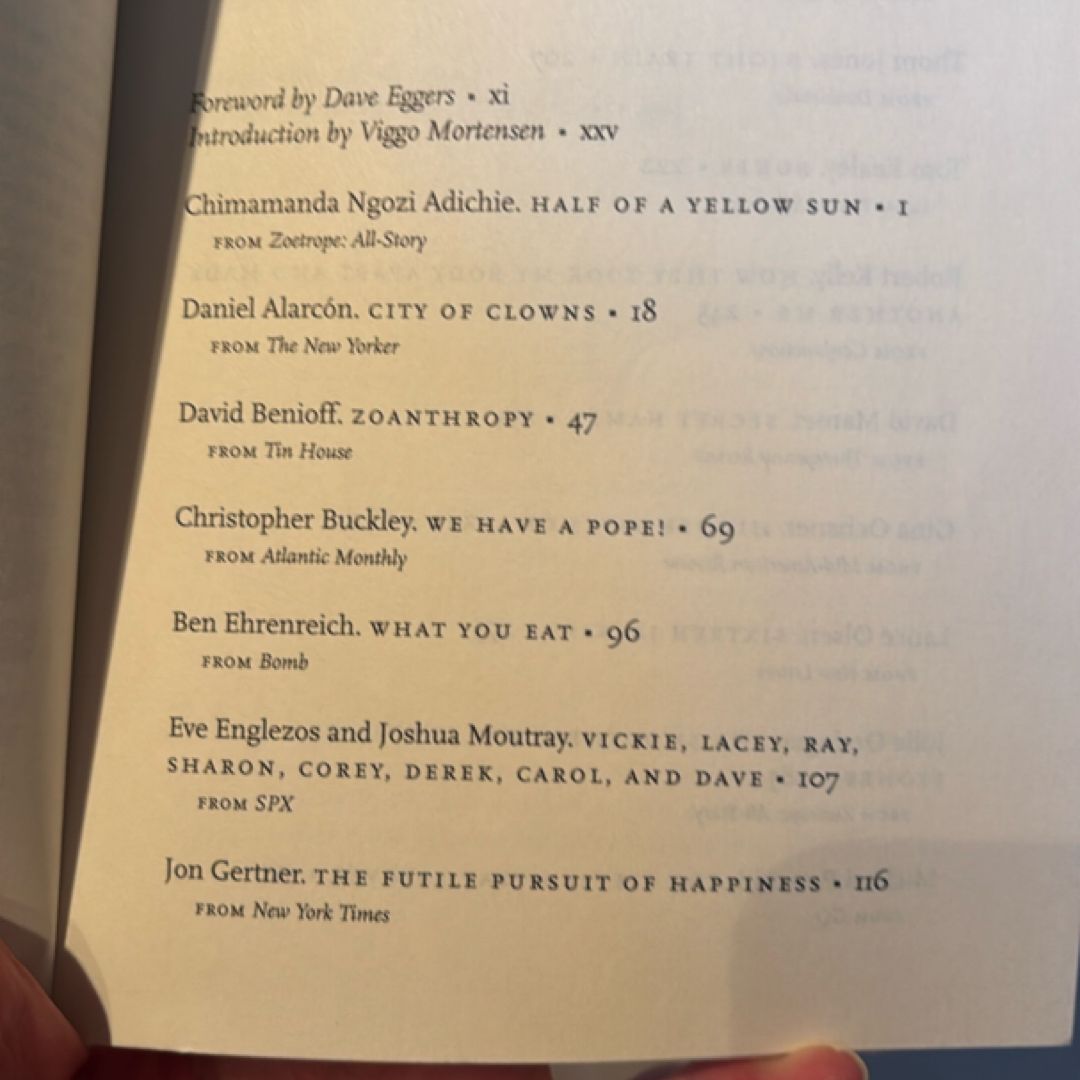 Foreword by Dave Eggers • xi
Introduction by Viggo Mortensen • xxv
Chimamanda Ngozi Adichie. HALF OF A YELLOW SUN • 1
FROM Zoetrope: All-Story
Daniel Alarcón. CITY OF CLOWNS • 18
FROM The New Yorker
David Benioff. ZOANTHROPY • 47
FROM Tin House
Christopher Buckley. WE HAVE A POPE! • 69
FROM Atlantic Monthly
Ben Ehrenreich. WHAT YOU EAT • 96
FROM Bomb
Eve Englezos and Joshua Moutray. VICKIE, LACEY, RAY,
SHARON, COREY, DEREK, CAROL, AND DAVE • 107
FROM SPX
Jon Gertner. THE FUTILE PURSUIT OF HAPPINESS • 116
FROM New York Times